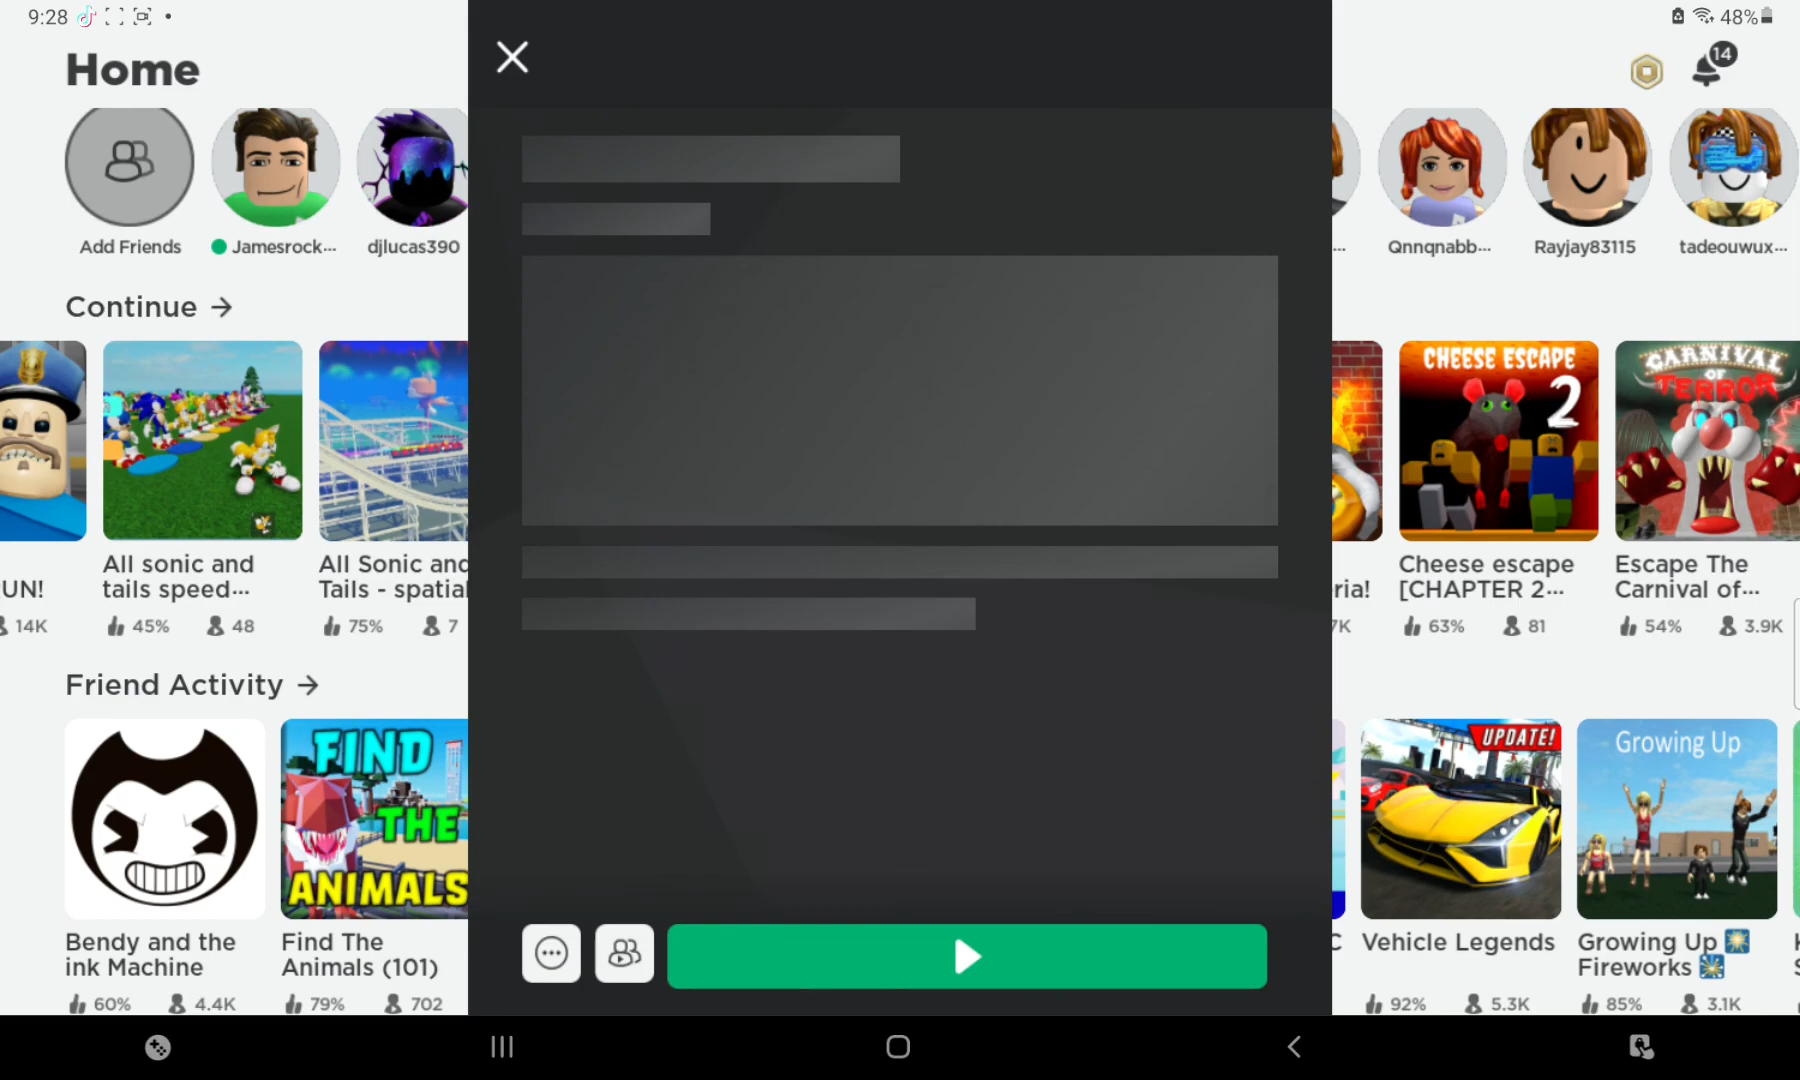 9:28
48%
Home
14
Add Friends
Jamesrock...
djlucas390
...
Qnnqnabb...
Rayjay83115
tadeouwux...
Continue →
CHEESE ESCAPE
2
CARNIVAL
OF
TERROR
UN!
All sonic and
tails speed...
All Sonic and
Tails - spatial
ria!
Cheese escape
[CHAPTER 2...
Escape The
Carnival of...
14K
45%
48
75%
7
7K
63%
81
54%
3.9K
Friend Activity →
FIND
THE
ANIMALS
UPDATE!
Growing Up
Bendy and the
ink Machine
Find The
Animals (101)
C
Vehicle Legends
Growing Up
Fireworks
60%
4.4K
79%
702
92%
5.3K
85%
3.1K